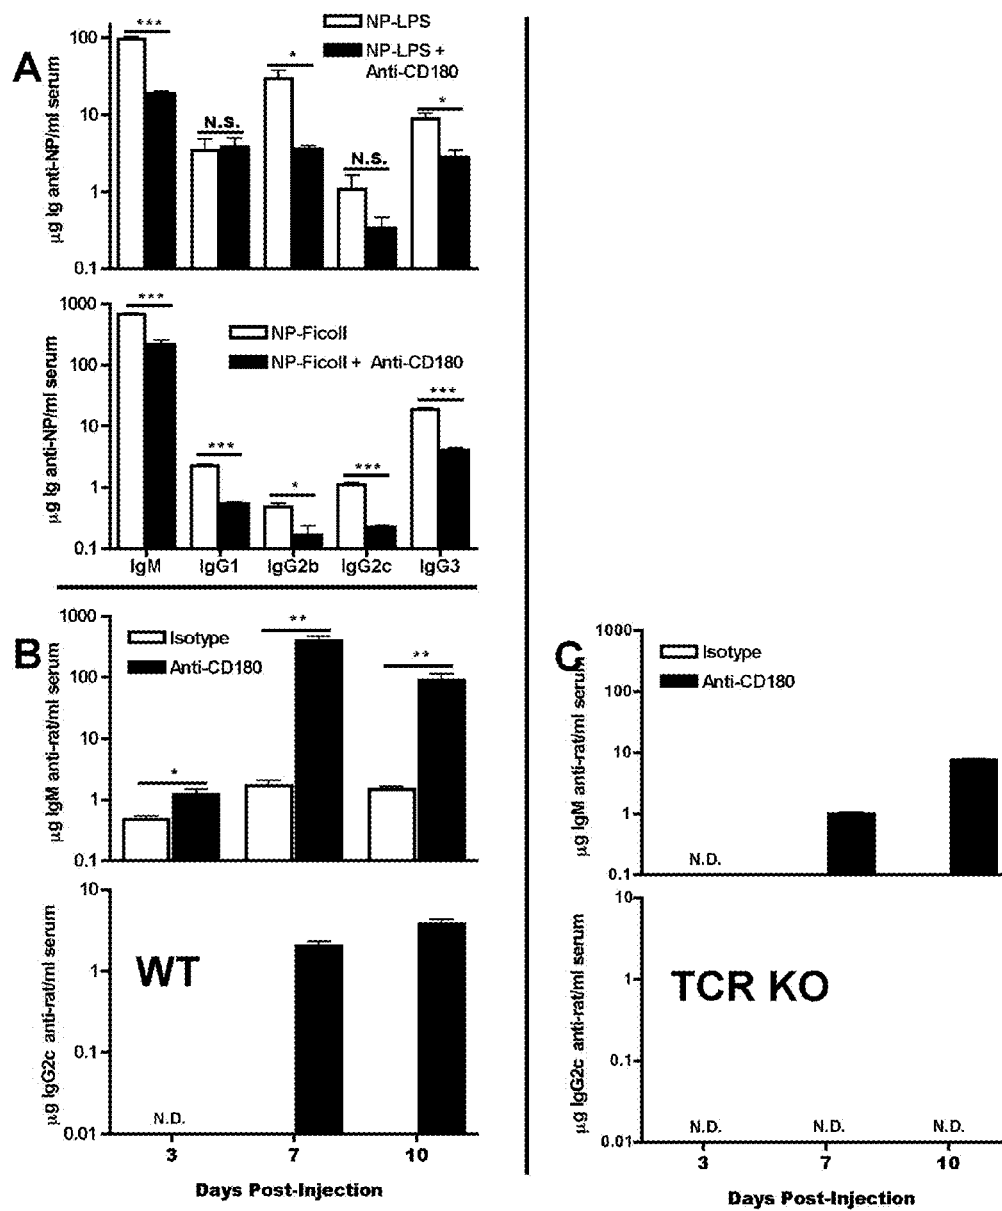 A
NP-LPS
NP-LPS +
Anti-CD180
µg Ig anti-NP/ml serum
100
10
1
0.1
***
N.S.
*
N.S.
*
µg Ig anti-NP/ml serum
1000
100
10
1
0.1
NP-Ficoll
NP-Ficoll + Anti-CD180
***
***
*
***
***
IgM IgG1 IgG2b IgG2c IgG3
B
Isotype
Anti-CD180
µg IgM anti-rat/ml serum
1000
100
10
1
0.1
*
**
**
µg IgG2c anti-rat/ml serum
10
1
0.1
0.01
WT
N.D.
3 7 10
Days Post-Injection
C
Isotype
Anti-CD180
µg IgM anti-rat/ml serum
1000
100
10
1
0.1
N.D.
µg IgG2c anti-rat/ml serum
10
1
0.1
0.01
TCR KO
N.D. N.D. N.D.
3 7 10
Days Post-Injection